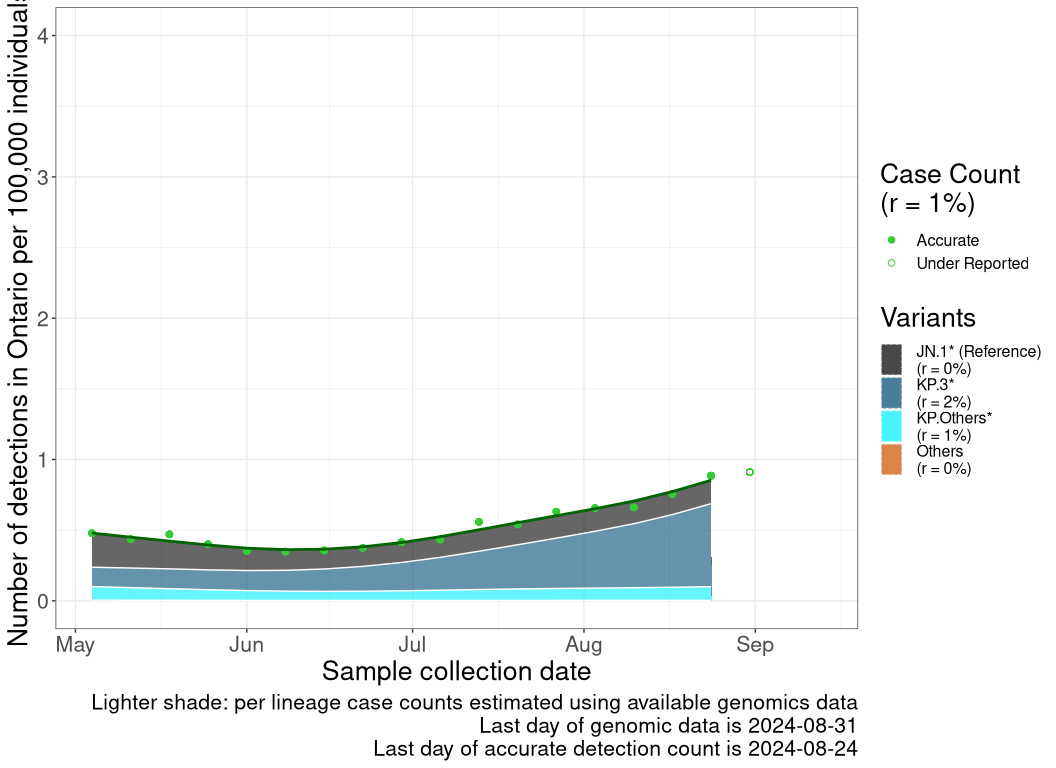 Number of detections in Ontario per 100,000 individuals
4
3
2
1
0
May
Jun
Jul
Aug
Sep
Sample collection date
Lighter shade: per lineage case counts estimated using available genomics data
Last day of genomic data is 2024-08-31
Last day of accurate detection count is 2024-08-24
Case Count
(r = 1%)
Accurate
Under Reported
Variants
JN.1* (Reference)
(r = 0%)
KP.3*
(r = 2%)
KP.Others*
(r = 1%)
Others
(r = 0%)